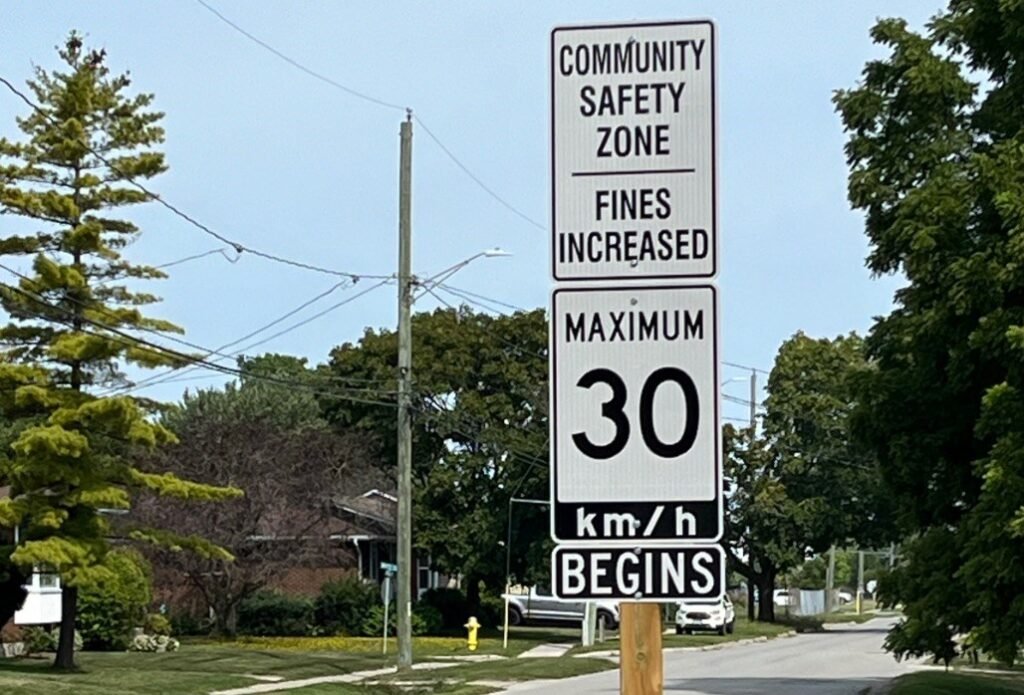 COMMUNITY
SAFETY
ZONE
FINES
INCREASED
MAXIMUM
30
km/h
BEGINS